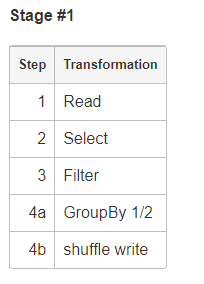 Stage #1
Step Transformation
1 Read
2 Select
3 Filter
4a GroupBy 1/2
4b shuffle write